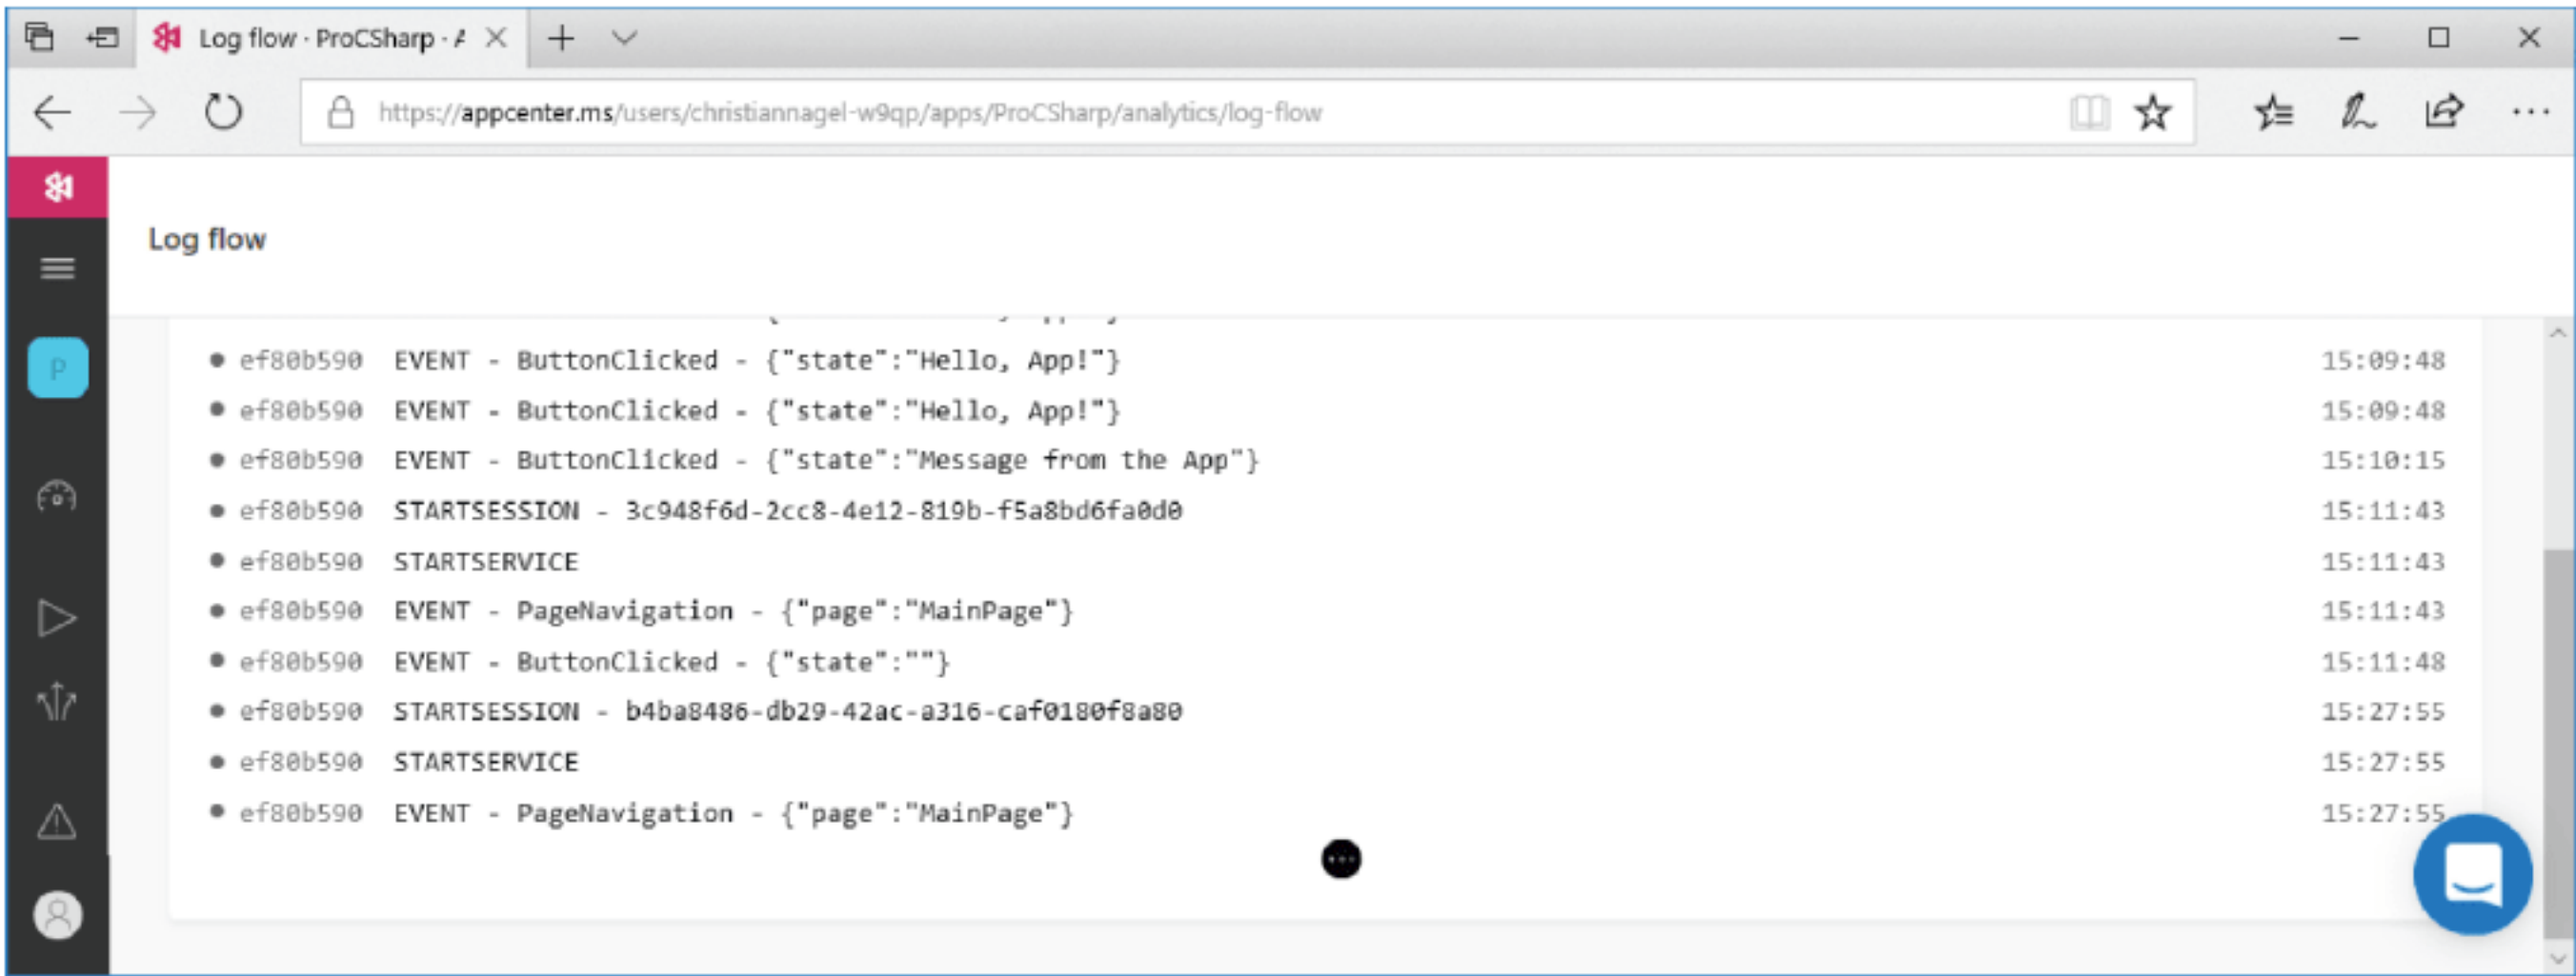 Log flow · ProCSharp · A
https://appcenter.ms/users/christiannagel-w9qp/apps/ProCSharp/analytics/log-flow
Log flow
P
ef80b590 EVENT - ButtonClicked - {"state":"Hello, App!"} 15:09:48
ef80b590 EVENT - ButtonClicked - {"state":"Hello, App!"} 15:09:48
ef80b590 EVENT - ButtonClicked - {"state":"Message from the App"} 15:10:15
ef80b590 STARTSESSION - 3c948f6d-2cc8-4e12-819b-f5a8bd6fa0d0 15:11:43
ef80b590 STARTSERVICE 15:11:43
ef80b590 EVENT - PageNavigation - {"page":"MainPage"} 15:11:43
ef80b590 EVENT - ButtonClicked - {"state":""} 15:11:48
ef80b590 STARTSESSION - b4ba8486-db29-42ac-a316-caf0180f8a80 15:27:55
ef80b590 STARTSERVICE 15:27:55
ef80b590 EVENT - PageNavigation - {"page":"MainPage"} 15:27:55